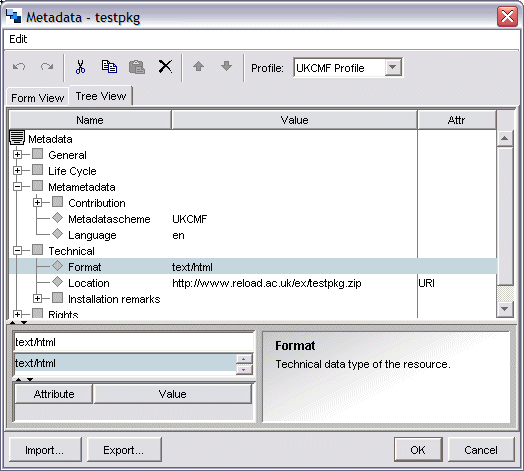 Metadata - testpkg
Edit
Profile: UKCMF Profile
Form View Tree View
Name Value Attr
Metadata
General
Life Cycle
Metametadata
Contribution
Metadatascheme UKCMF
Language en
Technical
Format text/html
Location http://www.reload.ac.uk/ex/testpkg.zip URI
Installation remarks
Rights
text/html
text/html
Attribute Value
Format
Technical data type of the resource.
Import... Export... OK Cancel